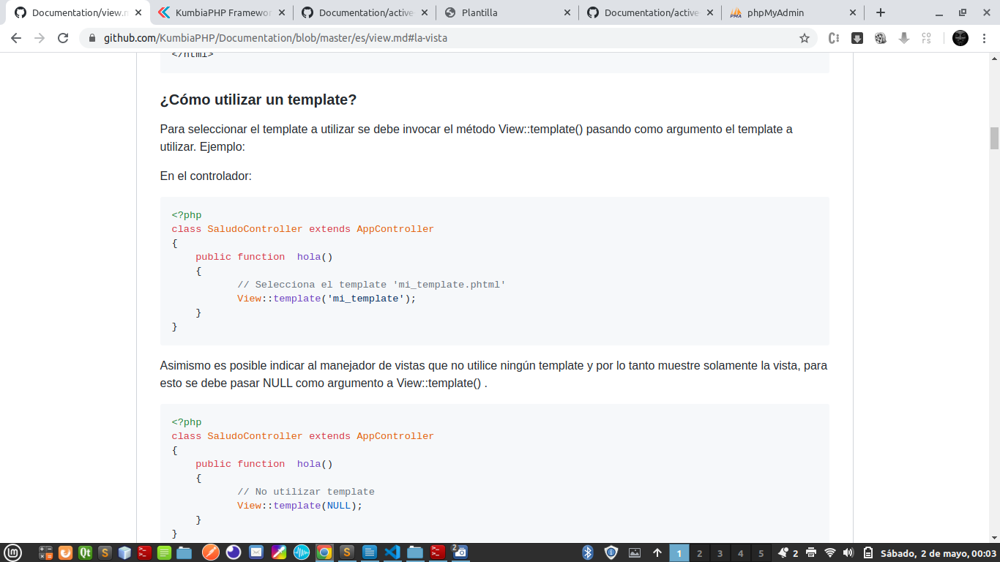 Documentation/view.m
KumbiaPHP Framewor
Documentation/active
Plantilla
Documentation/active
phpMyAdmin
github.com/KumbiaPHP/Documentation/blob/master/es/view.md#la-vista
</html>
¿Cómo utilizar un template?
Para seleccionar el template a utilizar se debe invocar el método View::template() pasando como argumento el template a
utilizar. Ejemplo:
En el controlador:
<?php
class SaludoController extends AppController
{
    public function  hola()
    {
           // Selecciona el template 'mi_template.phtml'
           View::template('mi_template');
    }
}
Asimismo es posible indicar al manejador de vistas que no utilice ningún template y por lo tanto muestre solamente la vista, para
esto se debe pasar NULL como argumento a View::template() .
<?php
class SaludoController extends AppController
{
    public function  hola()
    {
           // No utilizar template
           View::template(NULL);
    }
}
1 2 3 4 5 2 Sábado, 2 de mayo, 00:03